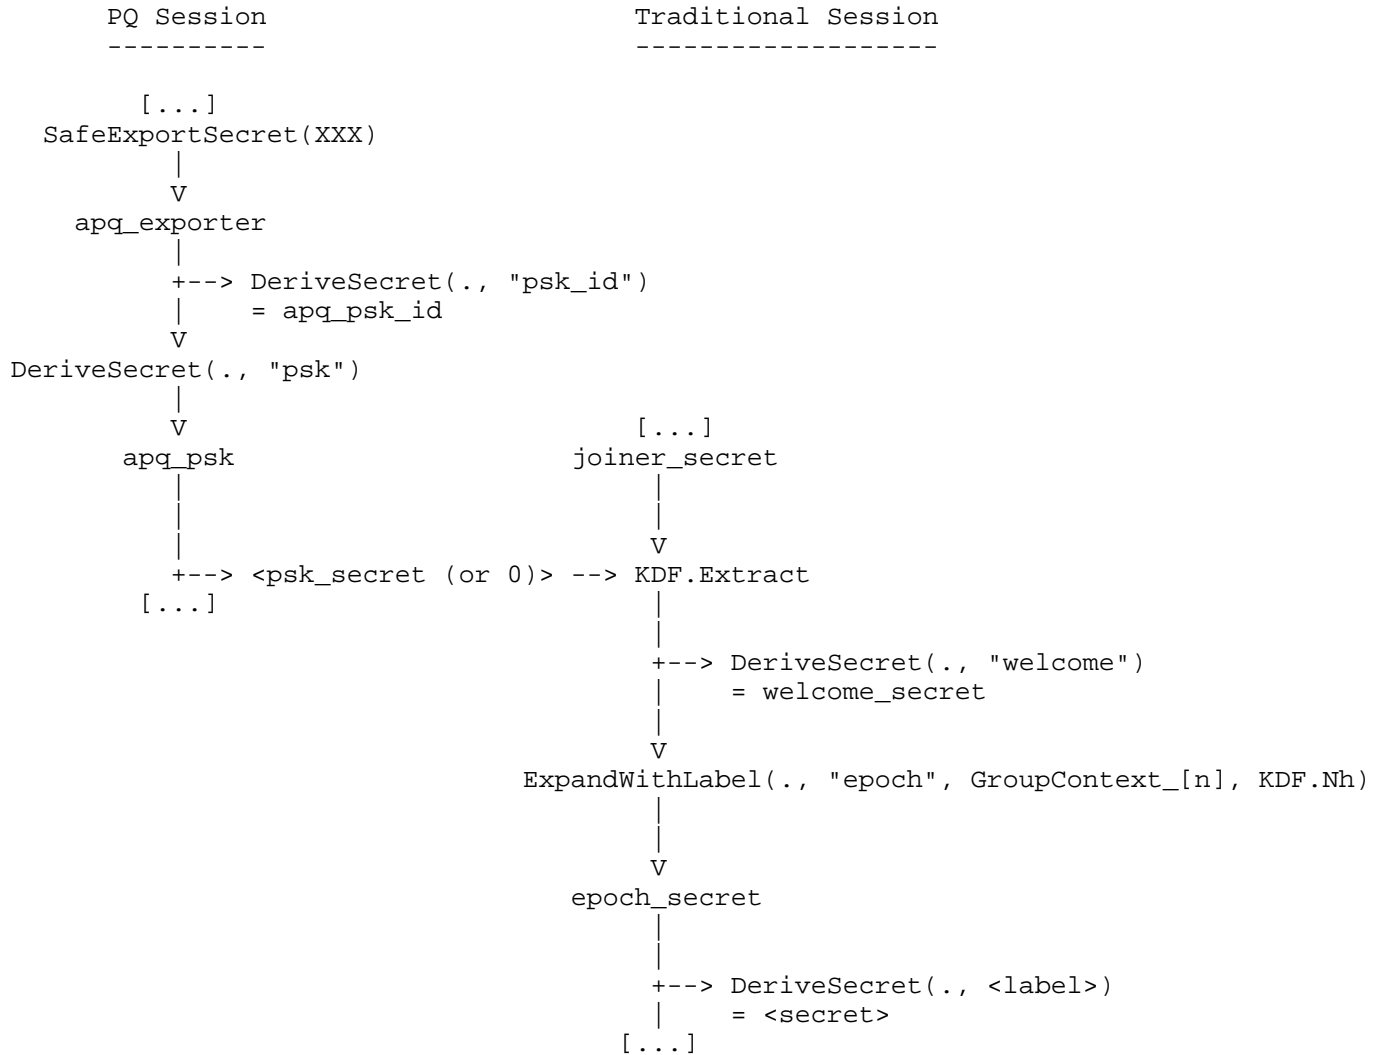 PQ Session                       Traditional Session
      ----------                       -------------------

        [...]
  SafeExportSecret(XXX)
          |
          V
    apq_exporter
          |
          +--> DeriveSecret(., "psk_id")
          |    = apq_psk_id
          V
DeriveSecret(., "psk")
          |
          V                            [...]
       apq_psk                     joiner_secret
          |                             |
          |                             |
          |                             V
          +--> <psk_secret (or 0)> --> KDF.Extract
        [...]                           |
                                        |
                                        +--> DeriveSecret(., "welcome")
                                        |    = welcome_secret
                                        |
                                        V
                                ExpandWithLabel(., "epoch", GroupContext_[n], KDF.Nh)
                                        |
                                        |
                                        V
                                   epoch_secret
                                        |
                                        |
                                        +--> DeriveSecret(., <label>)
                                        |    = <secret>
                                      [...]